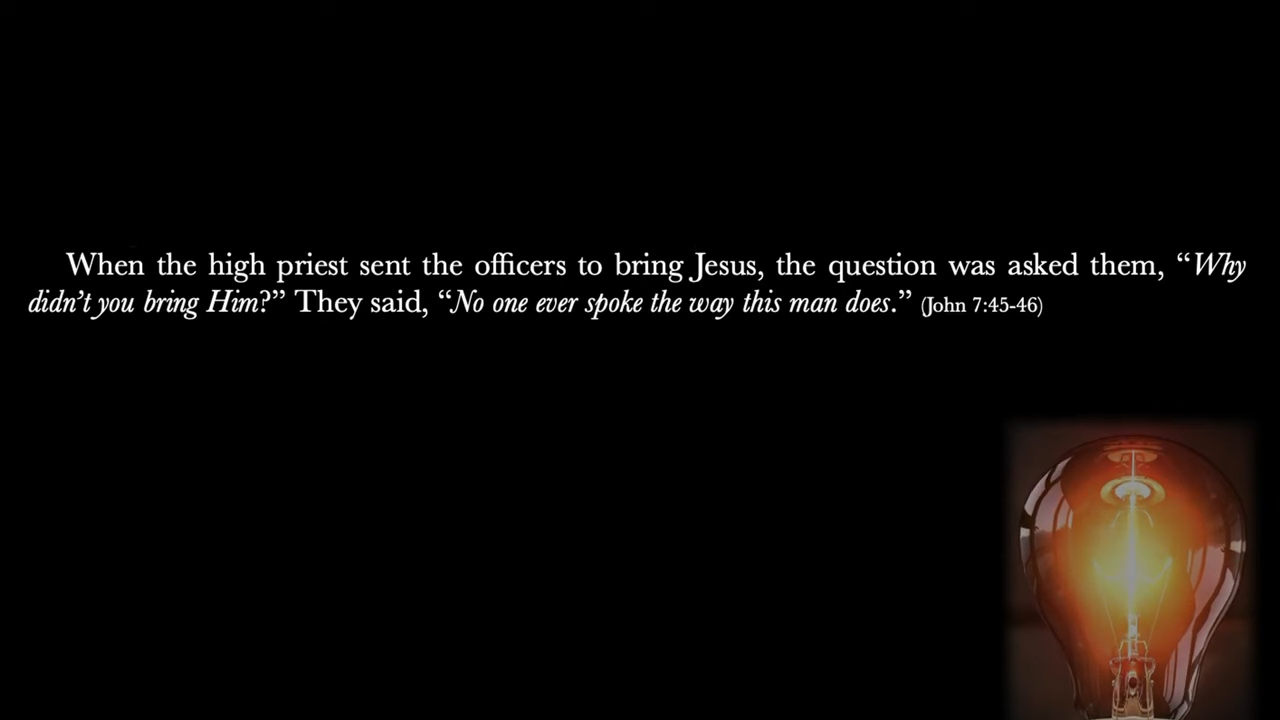 When the high priest sent the officers to bring Jesus, the question was asked them, “Why
didn’t you bring Him?” They said, “No one ever spoke the way this man does.” (John 7:45-46)